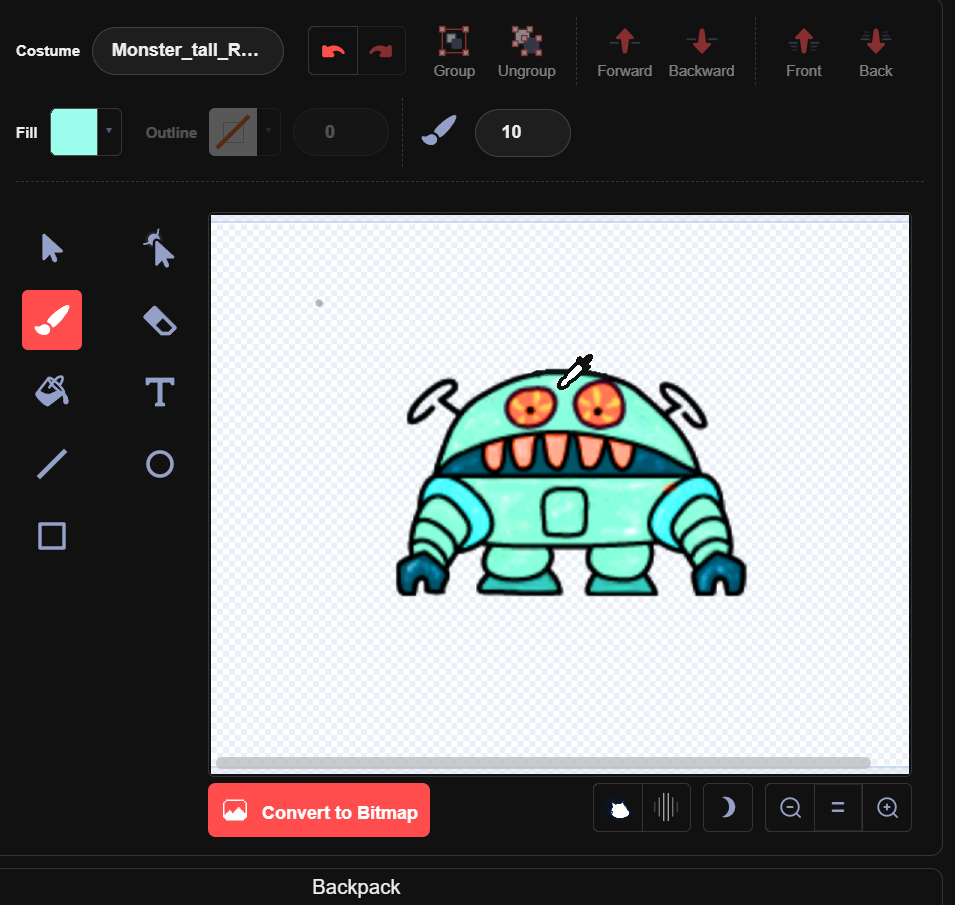 Costume
Monster_tall_R...
Group
Ungroup
Forward
Backward
Front
Back
Fill
Outline
0
10
T
Convert to Bitmap
=
Backpack